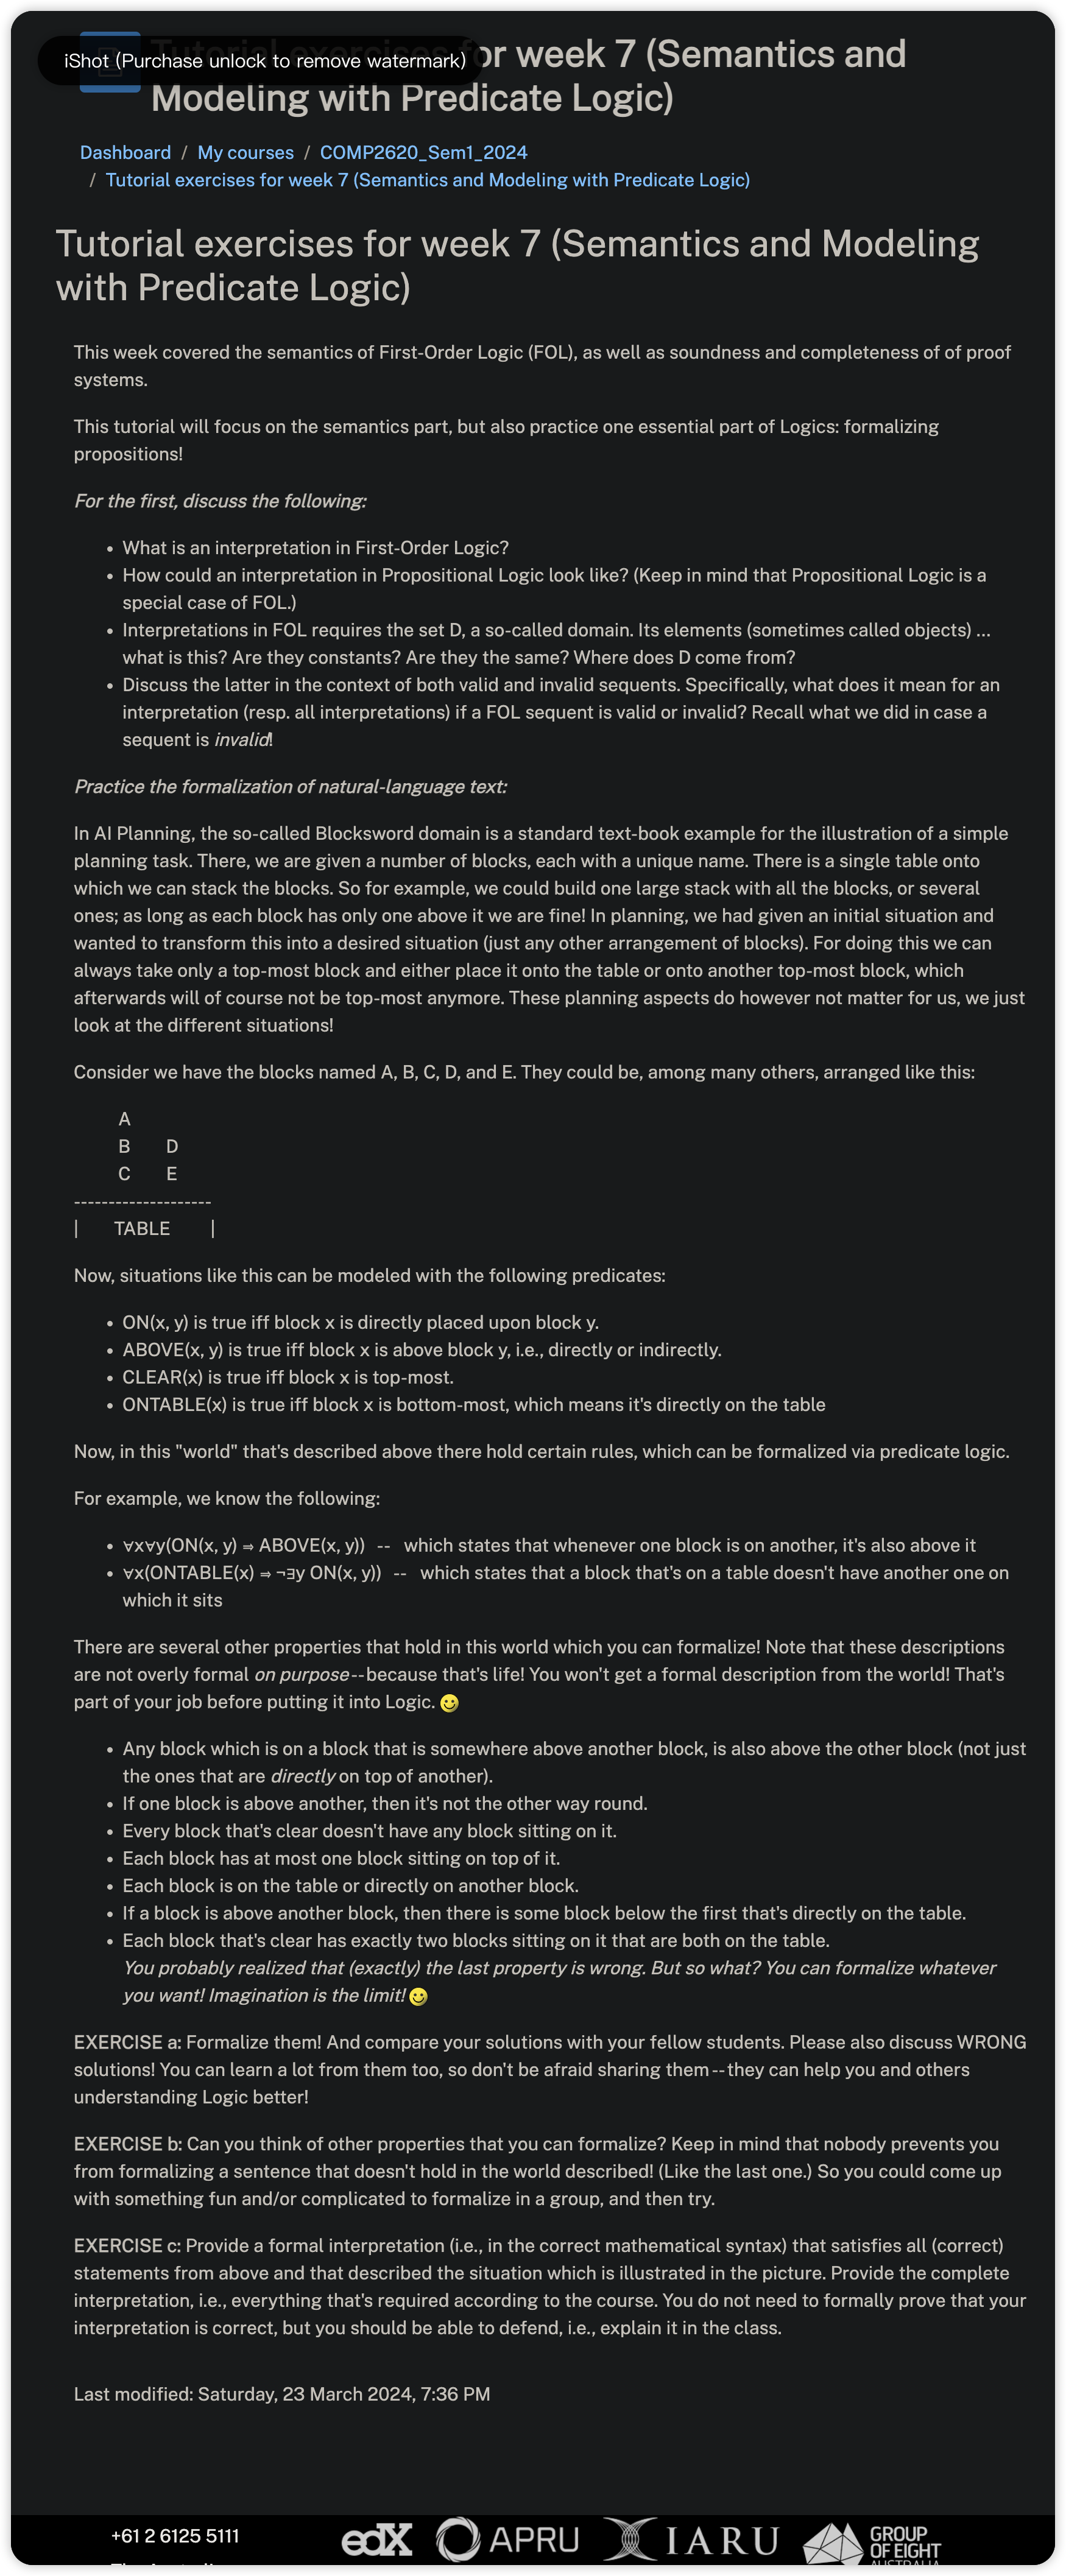 iShot (Purchase unlock to remove watermark)
Tutorial exercises for week 7 (Semantics and
Modeling with Predicate Logic)
Dashboard / My courses / COMP2620_Sem1_2024
/ Tutorial exercises for week 7 (Semantics and Modeling with Predicate Logic)
Tutorial exercises for week 7 (Semantics and Modeling
with Predicate Logic)
This week covered the semantics of First-Order Logic (FOL), as well as soundness and completeness of of proof
systems.
This tutorial will focus on the semantics part, but also practice one essential part of Logics: formalizing
propositions!
For the first, discuss the following:
• What is an interpretation in First-Order Logic?
• How could an interpretation in Propositional Logic look like? (Keep in mind that Propositional Logic is a
special case of FOL.)
• Interpretations in FOL requires the set D, a so-called domain. Its elements (sometimes called objects) ...
what is this? Are they constants? Are they the same? Where does D come from?
• Discuss the latter in the context of both valid and invalid sequents. Specifically, what does it mean for an
interpretation (resp. all interpretations) if a FOL sequent is valid or invalid? Recall what we did in case a
sequent is invalid!
Practice the formalization of natural-language text:
In AI Planning, the so-called Blocksword domain is a standard text-book example for the illustration of a simple
planning task. There, we are given a number of blocks, each with a unique name. There is a single table onto
which we can stack the blocks. So for example, we could build one large stack with all the blocks, or several
ones; as long as each block has only one above it we are fine! In planning, we had given an initial situation and
wanted to transform this into a desired situation (just any other arrangement of blocks). For doing this we can
always take only a top-most block and either place it onto the table or onto another top-most block, which
afterwards will of course not be top-most anymore. These planning aspects do however not matter for us, we just
look at the different situations!
Consider we have the blocks named A, B, C, D, and E. They could be, among many others, arranged like this:
A
B D
C E
--------------------
| TABLE |
Now, situations like this can be modeled with the following predicates:
• ON(x, y) is true iff block x is directly placed upon block y.
• ABOVE(x, y) is true iff block x is above block y, i.e., directly or indirectly.
• CLEAR(x) is true iff block x is top-most.
• ONTABLE(x) is true iff block x is bottom-most, which means it's directly on the table
Now, in this "world" that's described above there hold certain rules, which can be formalized via predicate logic.
For example, we know the following:
• ∀x∀y(ON(x, y) ⇒ ABOVE(x, y)) -- which states that whenever one block is on another, it's also above it
• ∀x(ONTABLE(x) ⇒ ¬∃y ON(x, y)) -- which states that a block that's on a table doesn't have another one on
which it sits
There are several other properties that hold in this world which you can formalize! Note that these descriptions
are not overly formal on purpose -- because that's life! You won't get a formal description from the world! That's
part of your job before putting it into Logic.
• Any block which is on a block that is somewhere above another block, is also above the other block (not just
the ones that are directly on top of another).
• If one block is above another, then it's not the other way round.
• Every block that's clear doesn't have any block sitting on it.
• Each block has at most one block sitting on top of it.
• Each block is on the table or directly on another block.
• If a block is above another block, then there is some block below the first that's directly on the table.
• Each block that's clear has exactly two blocks sitting on it that are both on the table.
You probably realized that (exactly) the last property is wrong. But so what? You can formalize whatever
you want! Imagination is the limit!
EXERCISE a: Formalize them! And compare your solutions with your fellow students. Please also discuss WRONG
solutions! You can learn a lot from them too, so don't be afraid sharing them -- they can help you and others
understanding Logic better!
EXERCISE b: Can you think of other properties that you can formalize? Keep in mind that nobody prevents you
from formalizing a sentence that doesn't hold in the world described! (Like the last one.) So you could come up
with something fun and/or complicated to formalize in a group, and then try.
EXERCISE c: Provide a formal interpretation (i.e., in the correct mathematical syntax) that satisfies all (correct)
statements from above and that described the situation which is illustrated in the picture. Provide the complete
interpretation, i.e., everything that's required according to the course. You do not need to formally prove that your
interpretation is correct, but you should be able to defend, i.e., explain it in the class.
Last modified: Saturday, 23 March 2024, 7:36 PM
+61 2 6125 5111
edX APRU IARU GROUP
OF EIGHT